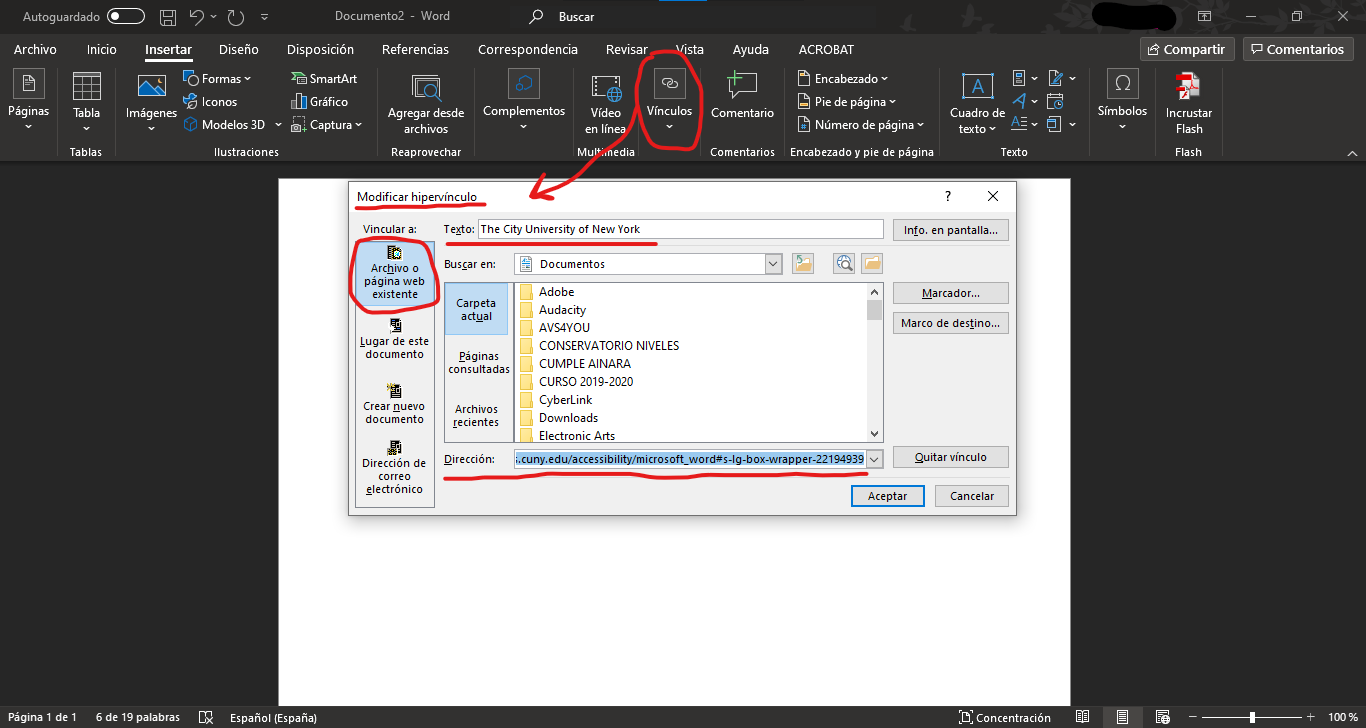 Autoguardado
Documento2 - Word
Buscar
Archivo Inicio Insertar Diseño Disposición Referencias Correspondencia Revisar Vista Ayuda ACROBAT
Compartir Comentarios
Páginas
Tabla
Tablas
Imágenes
Formas
Iconos
Modelos 3D
SmartArt
Gráfico
Captura
Ilustraciones
Agregar desde
archivos
Reaprovechar
Complementos
Vídeo
en línea
Multimedia
Vínculos
Comentario
Comentarios
Encabezado
Pie de página
Número de página
Encabezado y pie de página
Cuadro de
texto
Texto
Símbolos
Incrustar
Flash
Flash
Modificar hipervínculo
Vincular a:
Archivo o
página web
existente
Lugar de este
documento
Crear nuevo
documento
Dirección de
correo
electrónico
Texto: The City University of New York
Info. en pantalla...
Buscar en: Documentos
Carpeta
actual
Páginas
consultadas
Archivos
recientes
Adobe
Audacity
AVS4YOU
CONSERVATORIO NIVELES
CUMPLE AINARA
CURSO 2019-2020
CyberLink
Downloads
Electronic Arts
Marcador...
Marco de destino...
Dirección: s.cuny.edu/accessibility/microsoft_word#s-lg-box-wrapper-22194939
Quitar vínculo
Aceptar Cancelar
Página 1 de 1 6 de 19 palabras Español (España)
Concentración
100 %